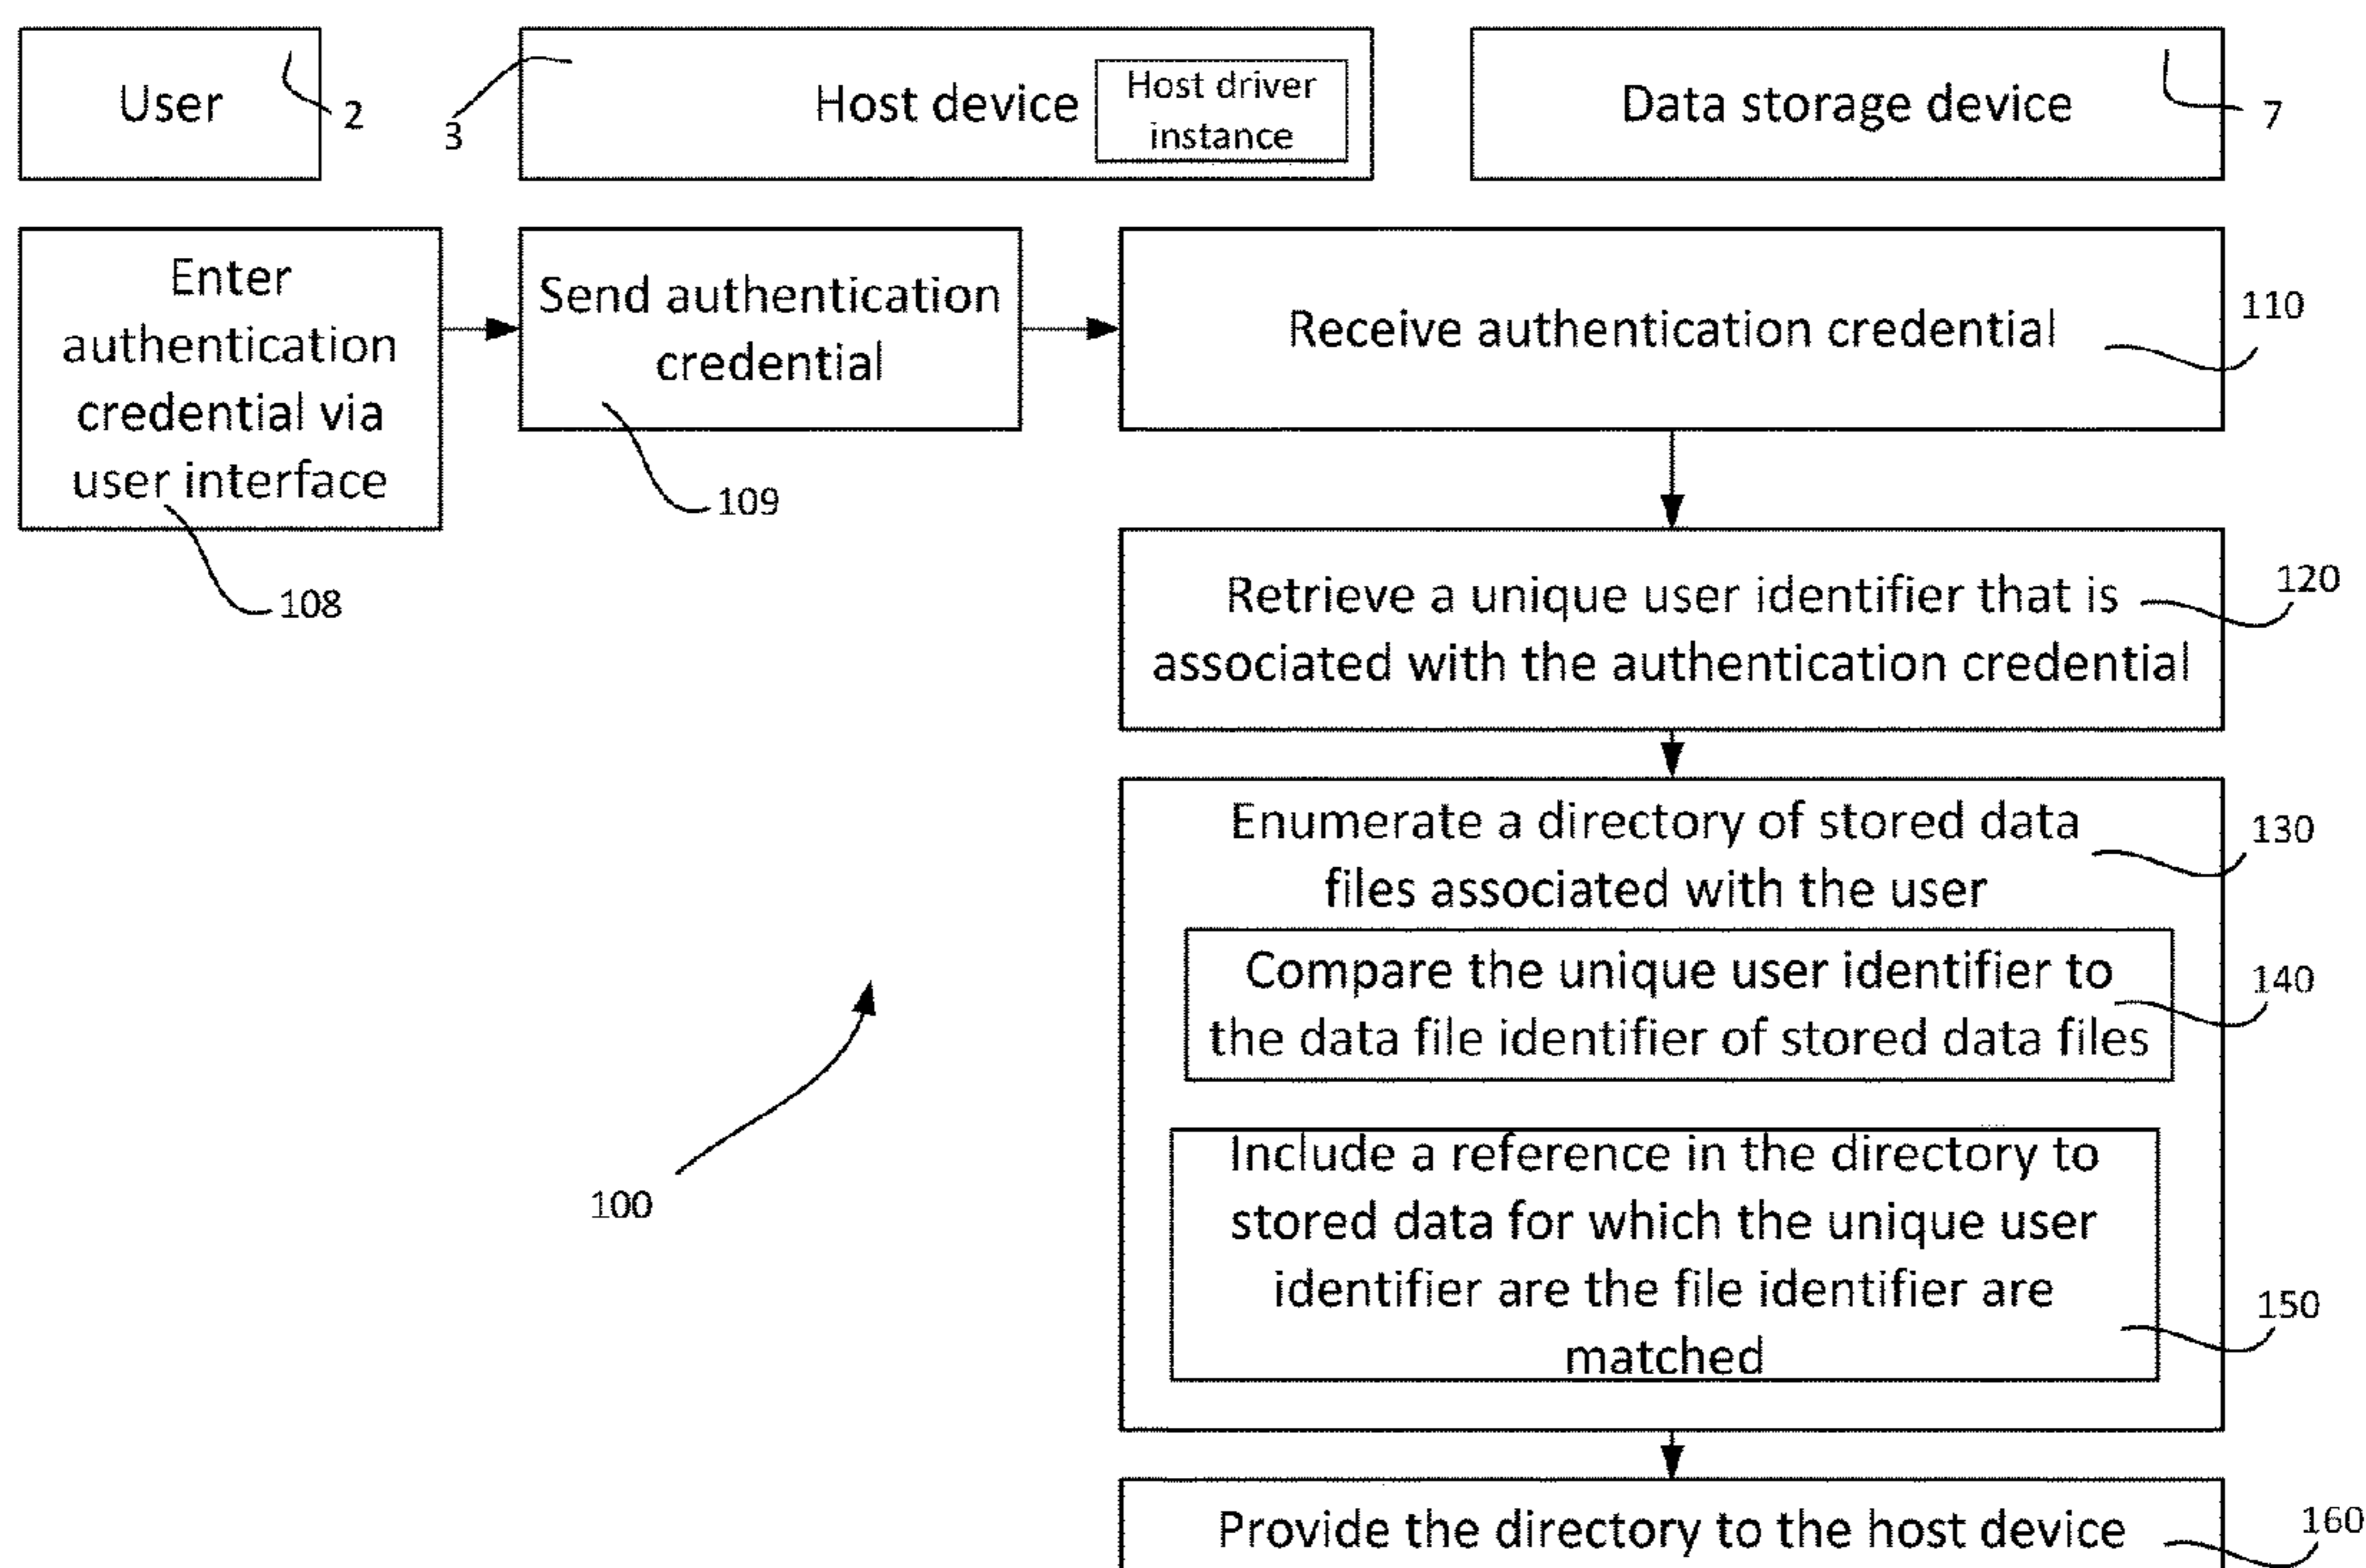 User
2
3
Host device
Host driver
instance
Data storage device
7
Enter
authentication
credential via
user interface
108
Send authentication
credential
109
Receive authentication credential
110
Retrieve a unique user identifier that is
associated with the authentication credential
120
Enumerate a directory of stored data
files associated with the user
130
Compare the unique user identifier to
the data file identifier of stored data files
140
Include a reference in the directory to
stored data for which the unique user
identifier are the file identifier are
matched
150
100
Provide the directory to the host device
160